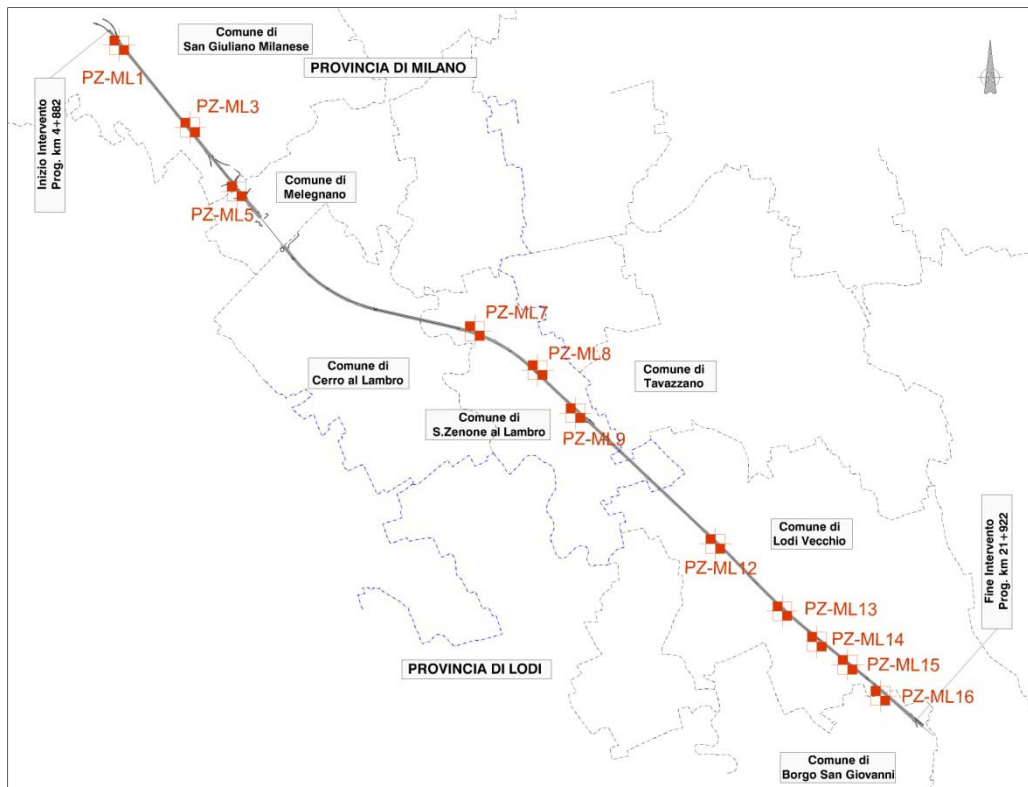 Comune di
San Giuliano Milanese
PROVINCIA DI MILANO
PZ-ML1
Inizio Intervento
Prog. km 4+882
PZ-ML3
Comune di
Melegnano
PZ-ML5
PZ-ML7
PZ-ML8
Comune di
Cerro al Lambro
Comune di
Tavazzano
Comune di
S.Zenone al Lambro
PZ-ML9
Comune di
Lodi Vecchio
Fine Intervento
Prog. km 21+922
PZ-ML12
PZ-ML13
PZ-ML14
PZ-ML15
PROVINCIA DI LODI
PZ-ML16
Comune di
Borgo San Giovanni